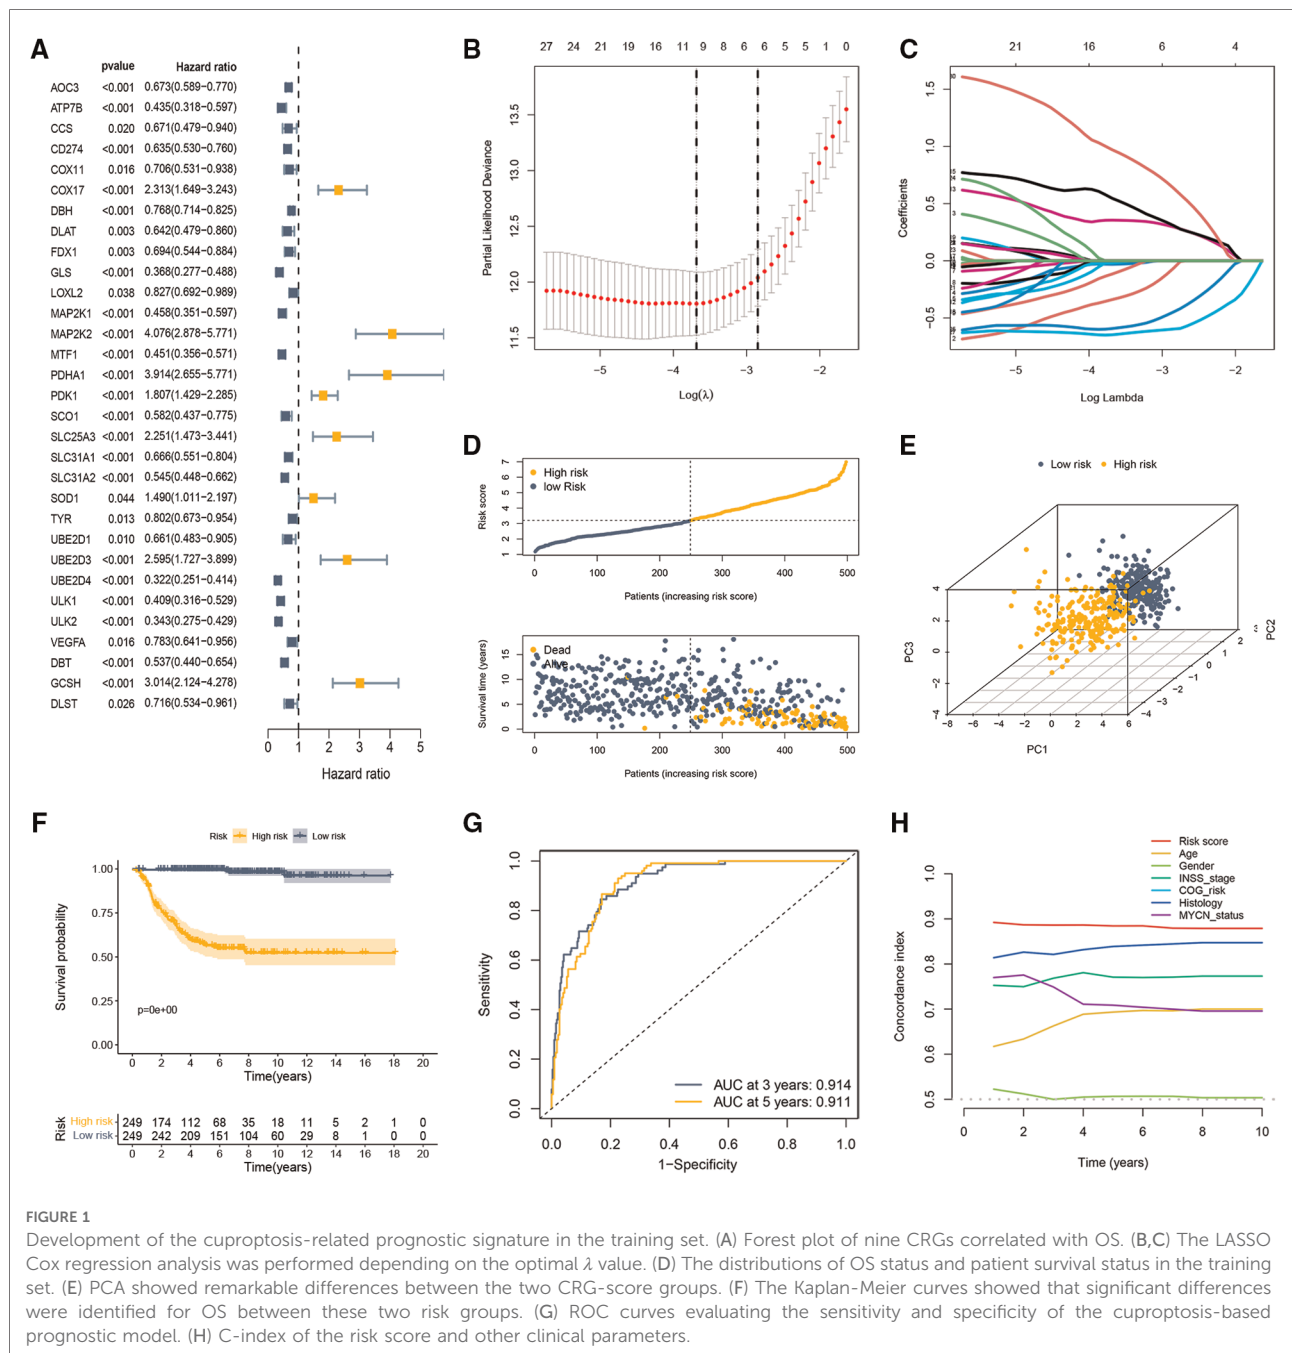 A
pvalue Hazard ratio
AOC3 <0.001 0.673(0.589−0.770)
ATP7B <0.001 0.435(0.318−0.597)
CCS 0.020 0.671(0.479−0.940)
CD274 <0.001 0.635(0.530−0.760)
COX11 0.016 0.706(0.531−0.938)
COX17 <0.001 2.313(1.649−3.243)
DBH <0.001 0.768(0.714−0.825)
DLAT 0.003 0.642(0.479−0.860)
FDX1 0.003 0.694(0.544−0.884)
GLS <0.001 0.368(0.277−0.488)
LOXL2 0.038 0.827(0.692−0.989)
MAP2K1 <0.001 0.458(0.351−0.597)
MAP2K2 <0.001 4.076(2.878−5.771)
MTF1 <0.001 0.451(0.356−0.571)
PDHA1 <0.001 3.914(2.655−5.771)
PDK1 <0.001 1.807(1.429−2.285)
SCO1 <0.001 0.582(0.437−0.775)
SLC25A3 <0.001 2.251(1.473−3.441)
SLC31A1 <0.001 0.666(0.551−0.804)
SLC31A2 <0.001 0.545(0.448−0.662)
SOD1 0.044 1.490(1.011−2.197)
TYR 0.013 0.802(0.673−0.954)
UBE2D1 0.010 0.661(0.483−0.905)
UBE2D3 <0.001 2.595(1.727−3.899)
UBE2D4 <0.001 0.322(0.251−0.414)
ULK1 <0.001 0.409(0.316−0.529)
ULK2 <0.001 0.343(0.275−0.429)
VEGFA 0.016 0.783(0.641−0.956)
DBT <0.001 0.537(0.440−0.654)
GCSH <0.001 3.014(2.124−4.278)
DLST 0.026 0.716(0.534−0.961)
0 1 2 3 4 5
Hazard ratio
B
27 24 21 19 16 11 9 8 6 6 5 5 1 0
Partial Likelihood Deviance
13.5
13.0
12.5
12.0
11.5
−5 −4 −3 −2
Log(λ)
C
21 16 6 4
Coefficients
1.5
1.0
0.5
0.0
−0.5
−5 −4 −3 −2
Log Lambda
D
High risk
low Risk
Risk score
7
6
5
4
3
2
1
0 100 200 300 400 500
Patients (increasing risk score)
Dead
Alive
Survival time (years)
15
10
5
0
0 100 200 300 400 500
Patients (increasing risk score)
E
Low risk High risk
PC3
4
2
0
−2
−4
−8 −6 −4 −2 0 2 4 6
PC1
−4
−3
−2
−1
0
1
2
3
PC2
F
Risk High risk Low risk
Survival probability
1.00
0.75
0.50
0.25
0.00
p=0e+00
0 2 4 6 8 10 12 14 16 18 20
Time(years)
Risk
High risk 249 174 112 68 35 18 11 5 2 1 0
Low risk 249 242 209 151 104 60 29 8 1 0 0
0 2 4 6 8 10 12 14 16 18 20
Time(years)
G
Sensitivity
1.0
0.8
0.6
0.4
0.2
0.0
AUC at 3 years: 0.914
AUC at 5 years: 0.911
0.0 0.2 0.4 0.6 0.8 1.0
1−Specificity
H
Risk score
Age
Gender
INSS_stage
COG_risk
Histology
MYCN_status
Concordance index
1.0
0.9
0.8
0.7
0.6
0.5
0 2 4 6 8 10
Time (years)
FIGURE 1
Development of the cuproptosis-related prognostic signature in the training set. (A) Forest plot of nine CRGs correlated with OS. (B,C) The LASSO
Cox regression analysis was performed depending on the optimal λ value. (D) The distributions of OS status and patient survival status in the training
set. (E) PCA showed remarkable differences between the two CRG-score groups. (F) The Kaplan-Meier curves showed that significant differences
were identified for OS between these two risk groups. (G) ROC curves evaluating the sensitivity and specificity of the cuproptosis-based
prognostic model. (H) C-index of the risk score and other clinical parameters.